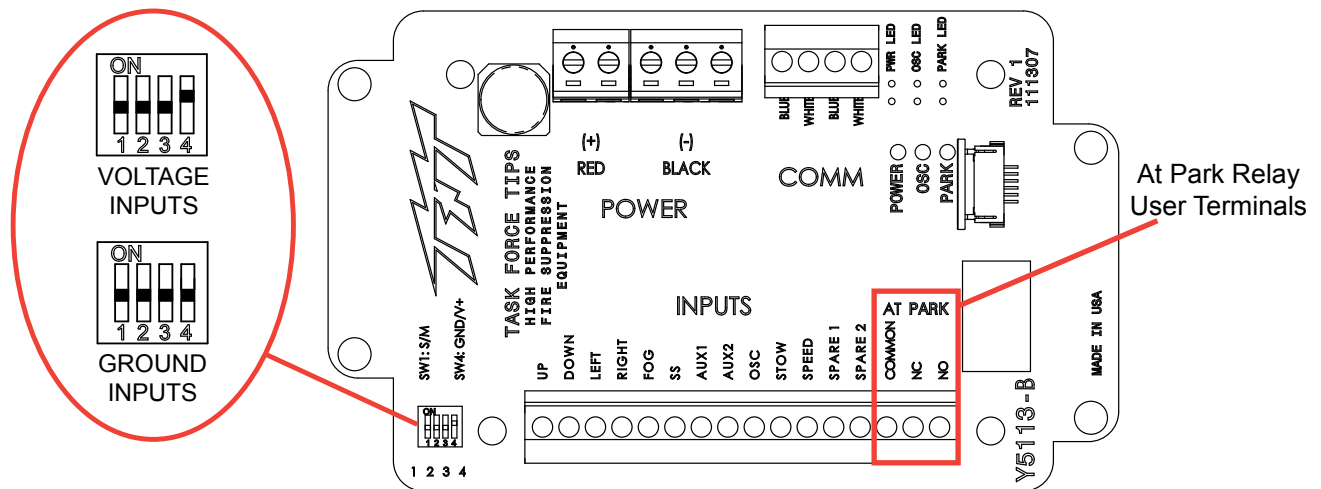 ON
1 2 3 4
VOLTAGE
INPUTS
ON
1 2 3 4
GROUND
INPUTS
TFT
TASK FORCE TIPS
HIGH PERFORMANCE
FIRE SUPPRESSION
EQUIPMENT
(+)
RED
(-)
BLACK
POWER
BLUE
WHITE
BLUE
WHITE
COMM
PWR LED
OSC LED
PARK LED
POWER
OSC
PARK
REV 1
111307
At Park Relay
User Terminals
SW1: S/M
SW4: GND/V+
ON
1 2 3 4
1 2 3 4
INPUTS
UP
DOWN
LEFT
RIGHT
FOG
SS
AUX1
AUX2
OSC
STOW
SPEED
SPARE 1
SPARE 2
AT PARK
COMMON
NC
NO
MADE IN USA
Y5113-B